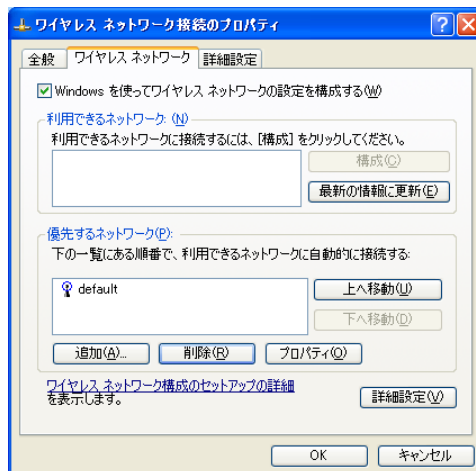 ワイヤレス ネットワーク接続のプロパティ
全般 ワイヤレス ネットワーク 詳細設定
Windows を使ってワイヤレス ネットワークの設定を構成する(W)
利用できるネットワーク: (N)
利用できるネットワークに接続するには、[構成] をクリックしてください。
構成(C)
最新の情報に更新(E)
優先するネットワーク(P):
下の一覧にある順番で、利用できるネットワークに自動的に接続する:
default
上へ移動(U)
下へ移動(D)
追加(A)... 削除(R) プロパティ(O)
ワイヤレス ネットワーク構成のセットアップの詳細
を表示します。
詳細設定(V)
OK キャンセル